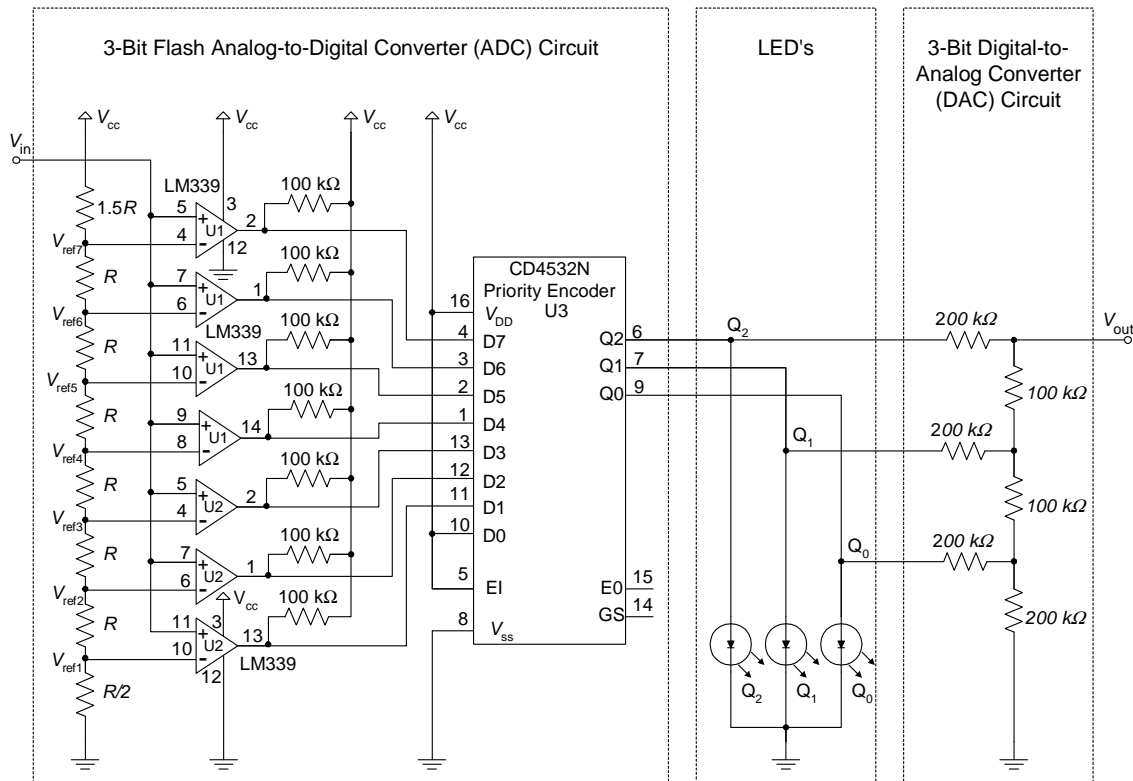 3-Bit Flash Analog-to-Digital Converter (ADC) Circuit
LED's
3-Bit Digital-to-
Analog Converter
(DAC) Circuit
Vcc
Vcc
Vcc
Vcc
Vin
LM339
100 kΩ
1.5R
5
+
3
U1
2
4
-
12
Vref7
R
100 kΩ
7
+
U1
1
6
-
Vref6
LM339
R
100 kΩ
11
+
U1
13
10
-
Vref5
R
100 kΩ
9
+
U1
14
8
-
Vref4
R
100 kΩ
5
+
U2
2
4
-
Vref3
R
100 kΩ
7
+
U2
1
6
-
Vref2
R
Vcc
100 kΩ
11
+
3
U2
13
10
-
12
LM339
Vref1
R/2
CD4532N
Priority Encoder
U3
16
VDD
4
D7
3
D6
2
D5
1
D4
13
D3
12
D2
11
D1
10
D0
5
EI
8
Vss
Q2
6
Q1
7
Q0
9
E0
15
GS
14
Q2
Q1
Q0
Q2
Q1
Q0
200 kΩ
Vout
100 kΩ
200 kΩ
100 kΩ
200 kΩ
200 kΩ